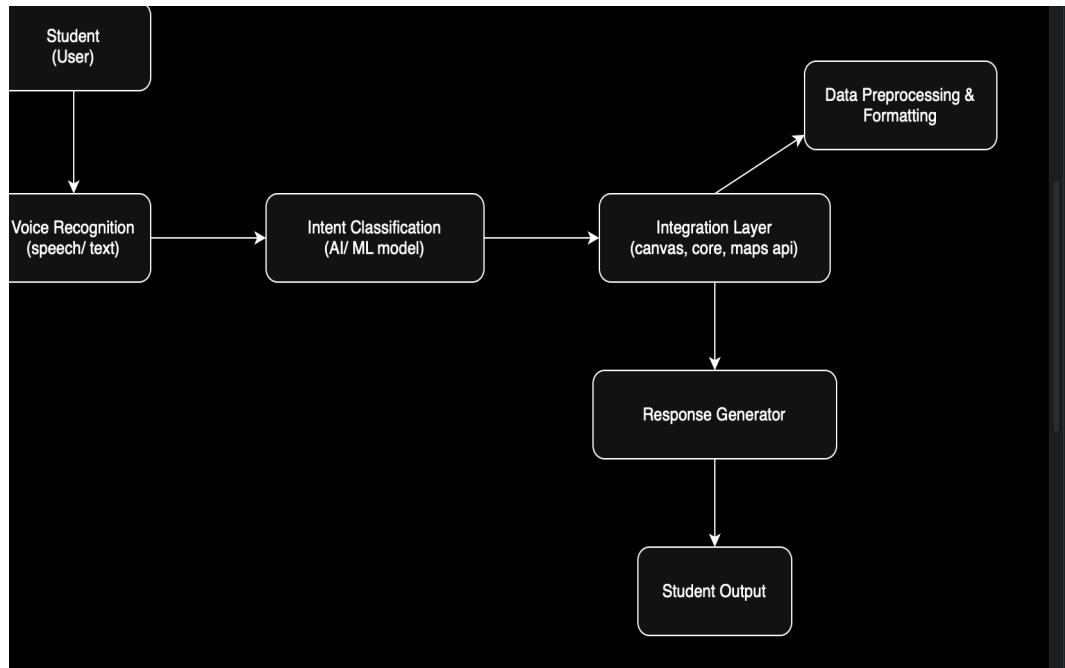 Student
(User)
Data Preprocessing &
Formatting
Voice Recognition
(speech/ text)
Intent Classification
(AI/ ML model)
Integration Layer
(canvas, core, maps api)
Response Generator
Student Output